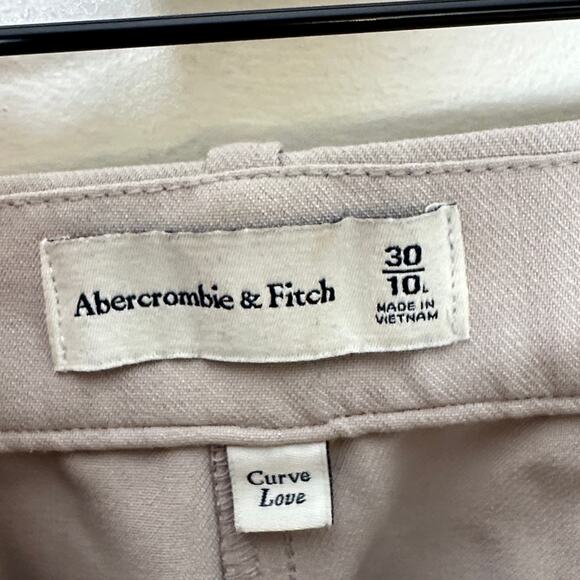 Abercrombie & Fitch
30
10L
MADE IN
VIETNAM
Curve
Love